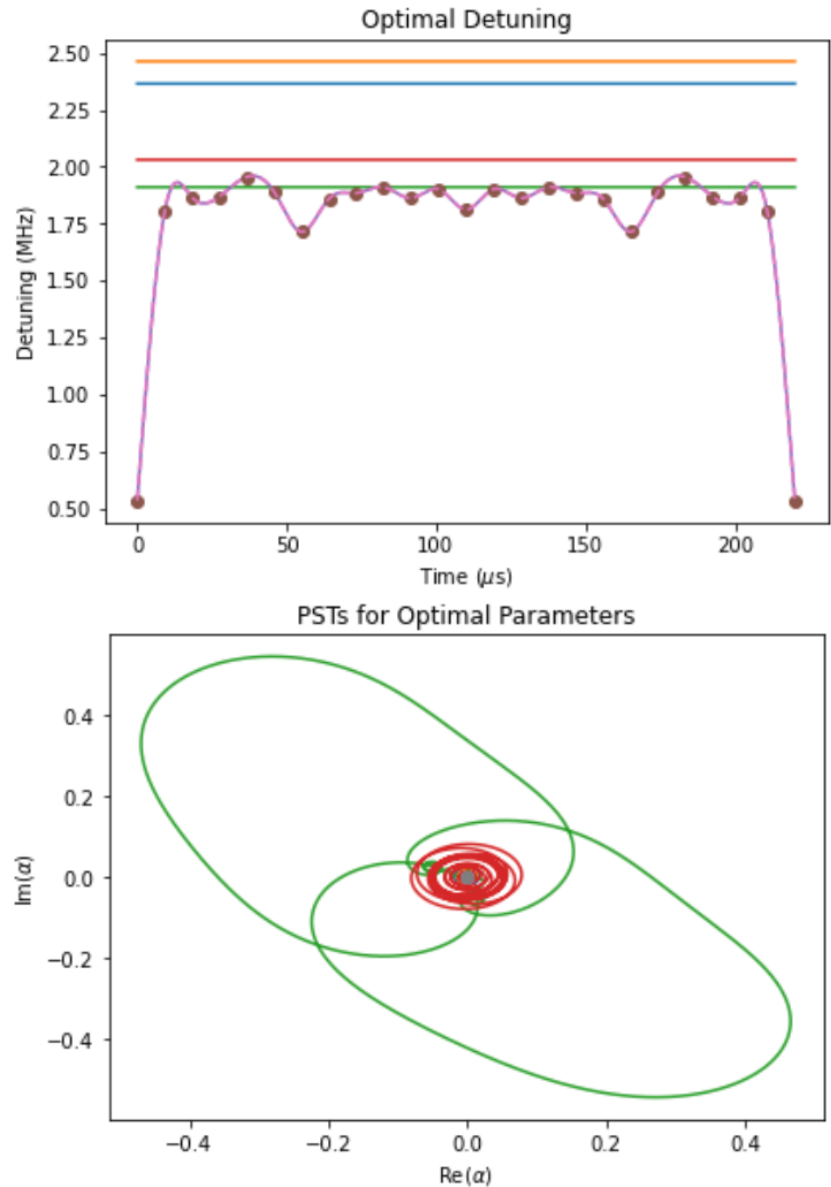 Optimal Detuning
2.50
2.25
2.00
1.75
1.50
1.25
1.00
0.75
0.50
Detuning (MHz)
0 50 100 150 200
Time (μs)
PSTs for Optimal Parameters
0.4
0.2
0.0
−0.2
−0.4
Im(α)
−0.4 −0.2 0.0 0.2 0.4
Re(α)